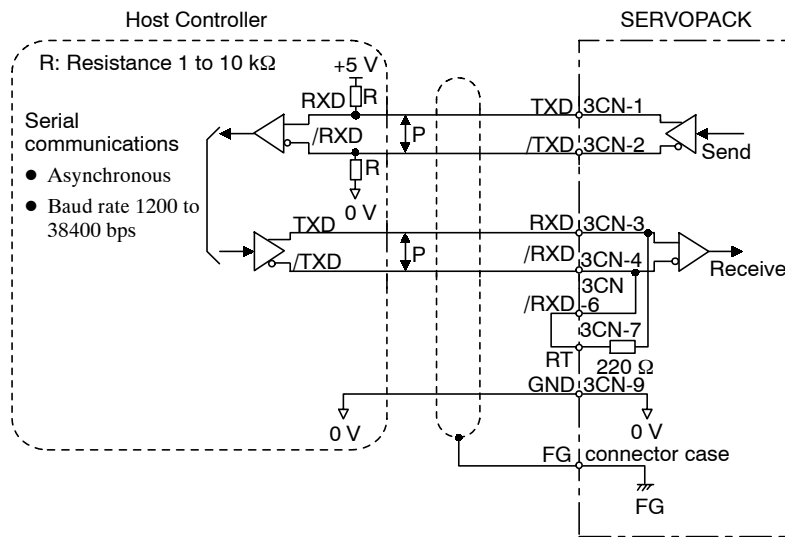 Host Controller
SERVOPACK
R: Resistance 1 to 10 kΩ
+5 V
RXD
R
TXD
3CN-1
Serial
communications
● Asynchronous
● Baud rate 1200 to
38400 bps
/RXD
P
/TXD
3CN-2
Send
R
0 V
TXD
RXD
3CN-3
/TXD
P
/RXD
3CN-4
Receive
3CN
/RXD
-6
3CN-7
RT
220 Ω
GND
3CN-9
0 V
0 V
FG
connector case
FG